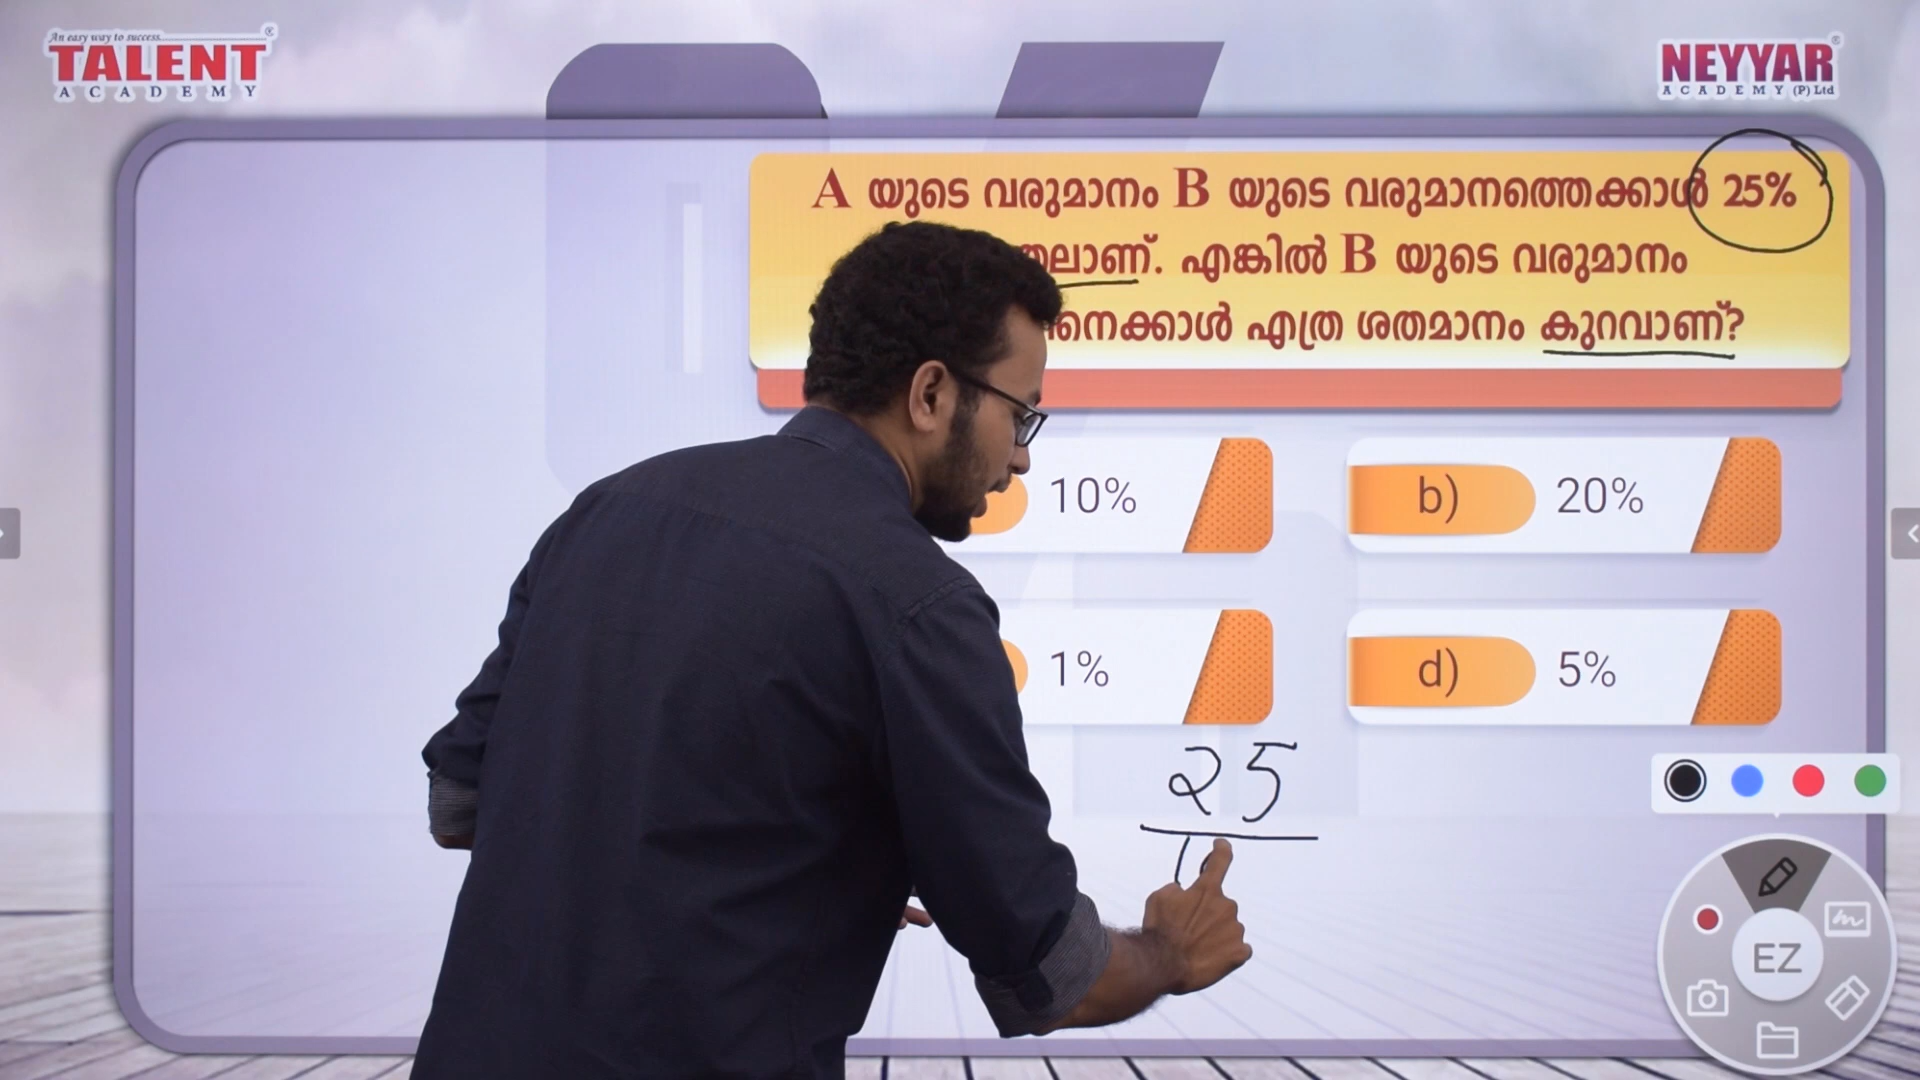 An easy way to success
TALENT
ACADEMY
NEYYAR
ACADEMY (P) Ltd
A യുടെ വരുമാനം B യുടെ വരുമാനത്തെക്കാൾ 25%
എങ്കിൽ B യുടെ വരുമാനം
എത്ര ശതമാനം കുറവാണ്?
10%
b) 20%
1%
d) 5%
25
EZ